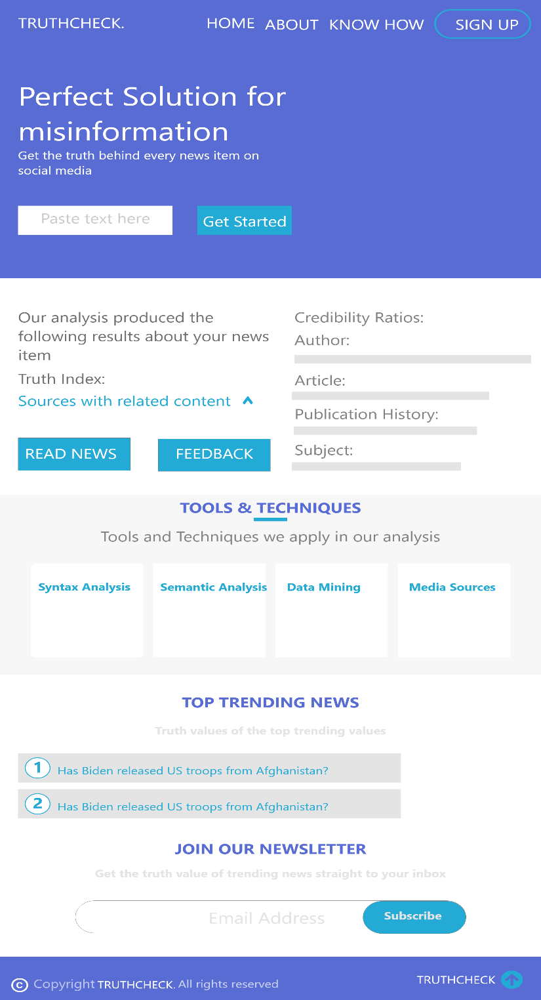 TRUTHCHECK.
HOME ABOUT KNOW HOW SIGN UP
Perfect Solution for
misinformation
Get the truth behind every news item on
social media
Paste text here
Get Started
Our analysis produced the
following results about your news
item
Truth Index:
Sources with related content
READ NEWS
FEEDBACK
Credibility Ratios:
Author:
Article:
Publication History:
Subject:
TOOLS & TECHNIQUES
Tools and Techniques we apply in our analysis
Syntax Analysis
Semantic Analysis
Data Mining
Media Sources
TOP TRENDING NEWS
Truth values of the top trending values
1 Has Biden released US troops from Afghanistan?
2 Has Biden released US troops from Afghanistan?
JOIN OUR NEWSLETTER
Get the truth value of trending news straight to your inbox
Email Address
Subscribe
© Copyright TRUTHCHECK. All rights reserved
TRUTHCHECK